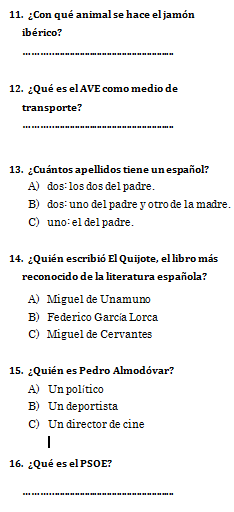 11. ¿Con qué animal se hace el jamón
ibérico?
....................................................
12. ¿Qué es el AVE como medio de
transporte?
....................................................
13. ¿Cuántos apellidos tiene un español?
A) dos: los dos del padre.
B) dos: uno del padre y otro de la madre.
C) uno: el del padre.
14. ¿Quién escribió El Quijote, el libro más
reconocido de la literatura española?
A) Miguel de Unamuno
B) Federico García Lorca
C) Miguel de Cervantes
15. ¿Quién es Pedro Almodóvar?
A) Un político
B) Un deportista
C) Un director de cine
16. ¿Qué es el PSOE?
....................................................